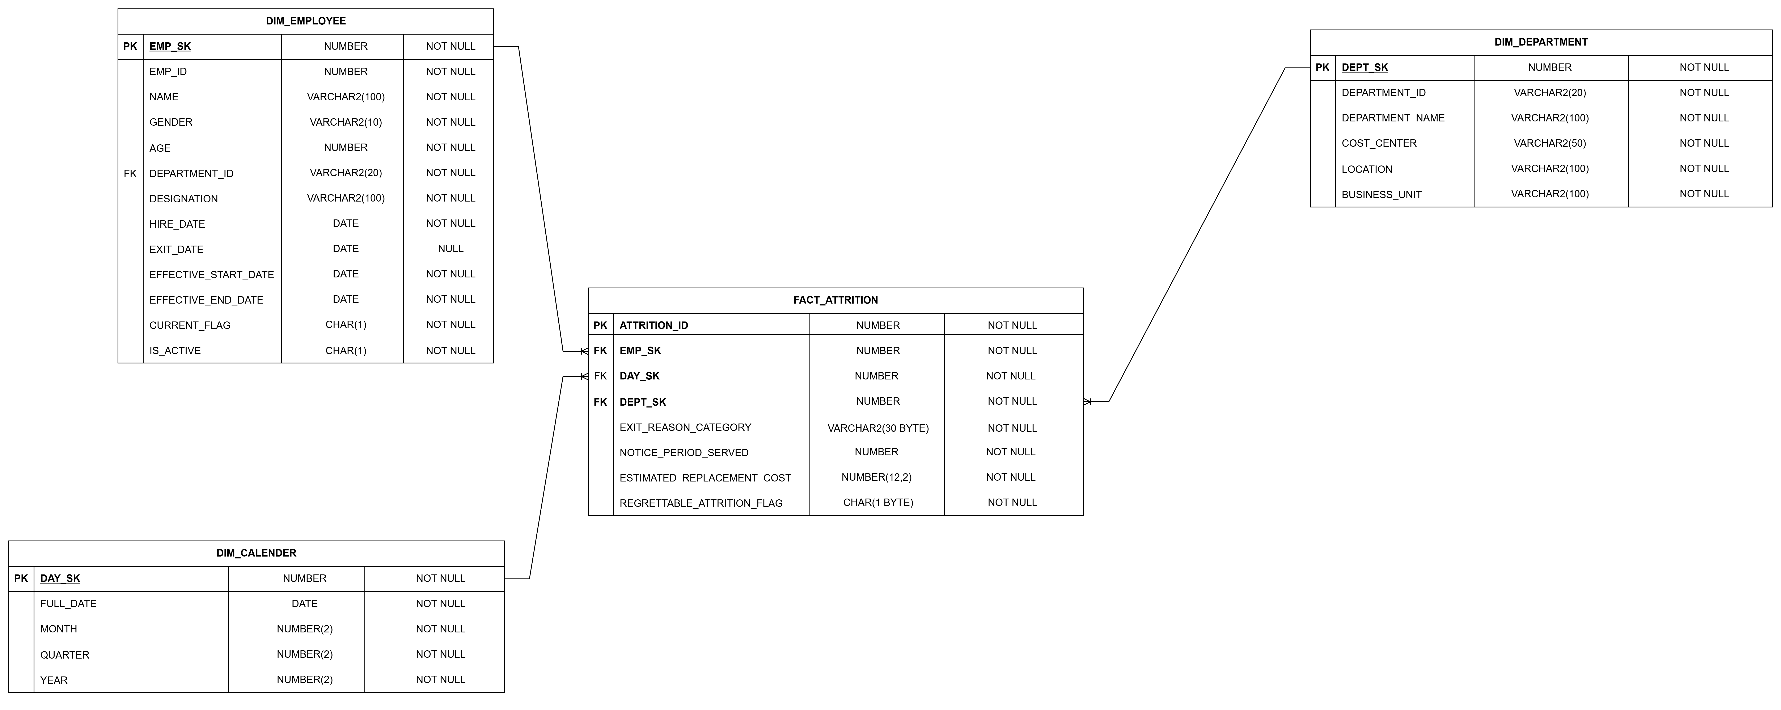 DIM_EMPLOYEE
PK EMP_SK NUMBER NOT NULL
EMP_ID NUMBER NOT NULL
NAME VARCHAR2(100) NOT NULL
GENDER VARCHAR2(10) NOT NULL
AGE NUMBER NOT NULL
FK DEPARTMENT_ID VARCHAR2(20) NOT NULL
DESIGNATION VARCHAR2(100) NOT NULL
HIRE_DATE DATE NOT NULL
EXIT_DATE DATE NULL
EFFECTIVE_START_DATE DATE NOT NULL
EFFECTIVE_END_DATE DATE NOT NULL
CURRENT_FLAG CHAR(1) NOT NULL
IS_ACTIVE CHAR(1) NOT NULL
DIM_DEPARTMENT
PK DEPT_SK NUMBER NOT NULL
DEPARTMENT_ID VARCHAR2(20) NOT NULL
DEPARTMENT_NAME VARCHAR2(100) NOT NULL
COST_CENTER VARCHAR2(50) NOT NULL
LOCATION VARCHAR2(100) NOT NULL
BUSINESS_UNIT VARCHAR2(100) NOT NULL
FACT_ATTRITION
PK ATTRITION_ID NUMBER NOT NULL
FK EMP_SK NUMBER NOT NULL
FK DAY_SK NUMBER NOT NULL
FK DEPT_SK NUMBER NOT NULL
EXIT_REASON_CATEGORY VARCHAR2(30 BYTE) NOT NULL
NOTICE_PERIOD_SERVED NUMBER NOT NULL
ESTIMATED_REPLACEMENT_COST NUMBER(12,2) NOT NULL
REGRETTABLE_ATTRITION_FLAG CHAR(1 BYTE) NOT NULL
DIM_CALENDER
PK DAY_SK NUMBER NOT NULL
FULL_DATE DATE NOT NULL
MONTH NUMBER(2) NOT NULL
QUARTER NUMBER(2) NOT NULL
YEAR NUMBER(2) NOT NULL